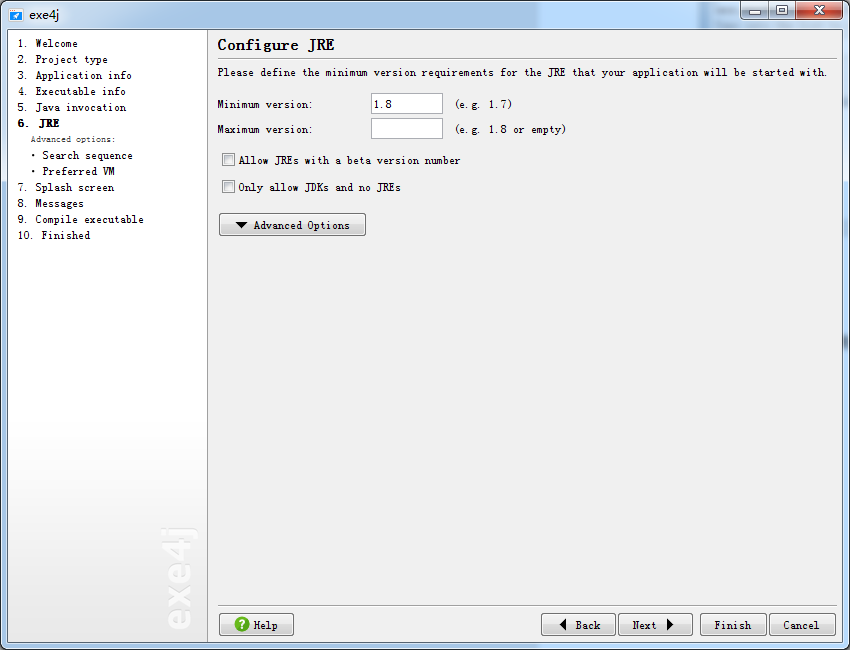 exe4j
1. Welcome
2. Project type
3. Application info
4. Executable info
5. Java invocation
6. JRE
Advanced options:
• Search sequence
• Preferred VM
7. Splash screen
8. Messages
9. Compile executable
10. Finished
exe4j
Configure JRE
Please define the minimum version requirements for the JRE that your application will be started with.
Minimum version: 1.8 (e.g. 1.7)
Maximum version: (e.g. 1.8 or empty)
Allow JREs with a beta version number
Only allow JDKs and no JREs
Advanced Options
Help Back Next Finish Cancel